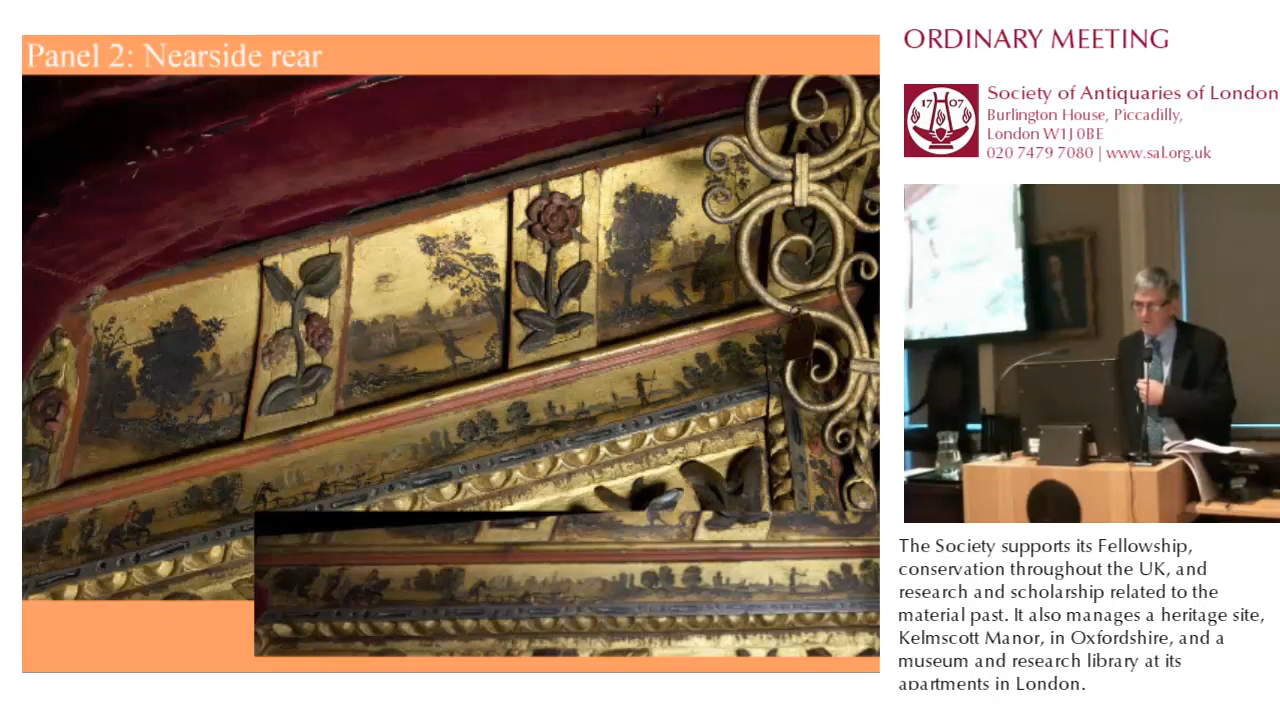 Panel 2: Nearside rear
ORDINARY MEETING
17 07
Society of Antiquaries of London
Burlington House, Piccadilly,
London W1J 0BE
020 7479 7080 | www.sal.org.uk
The Society supports its Fellowship,
conservation throughout the UK, and
research and scholarship related to the
material past. It also manages a heritage site,
Kelmscott Manor, in Oxfordshire, and a
museum and research library at its
apartments in London.